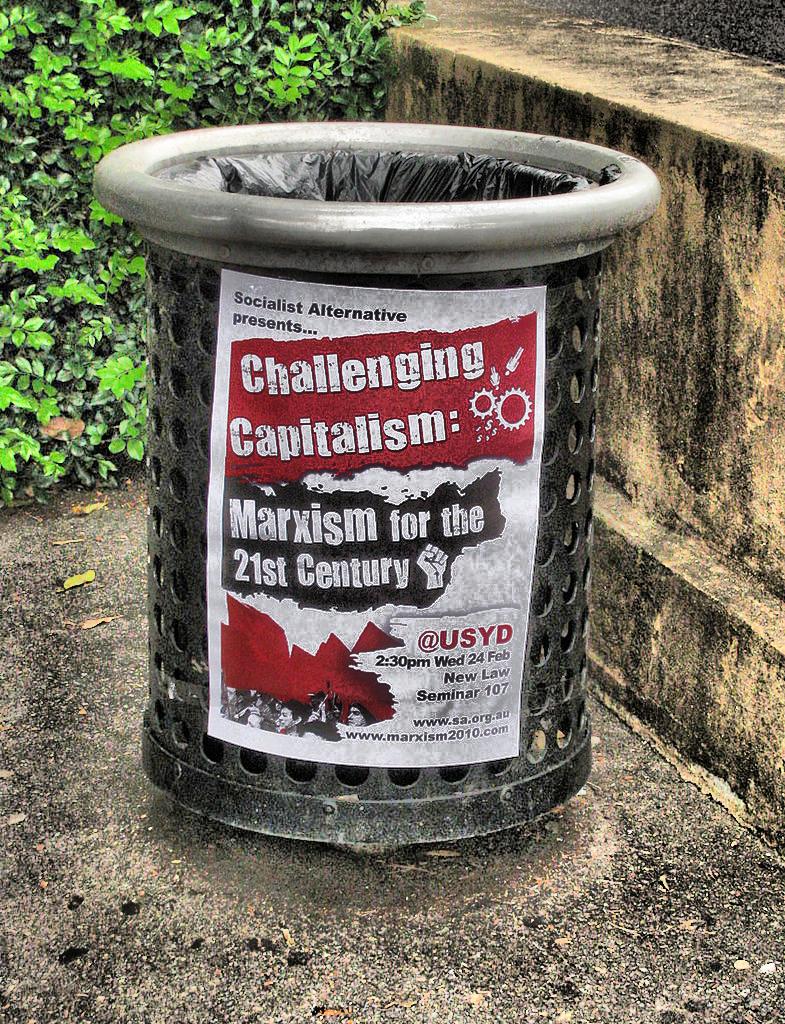 Socialist Alternative
presents...
Challenging
Capitalism:
$
$ $
$ $
Marxism for the
21st Century
@USYD
2:30pm Wed 24 Feb
New Law
Seminar 107
www.sa.org.au
www.marxism2010.com